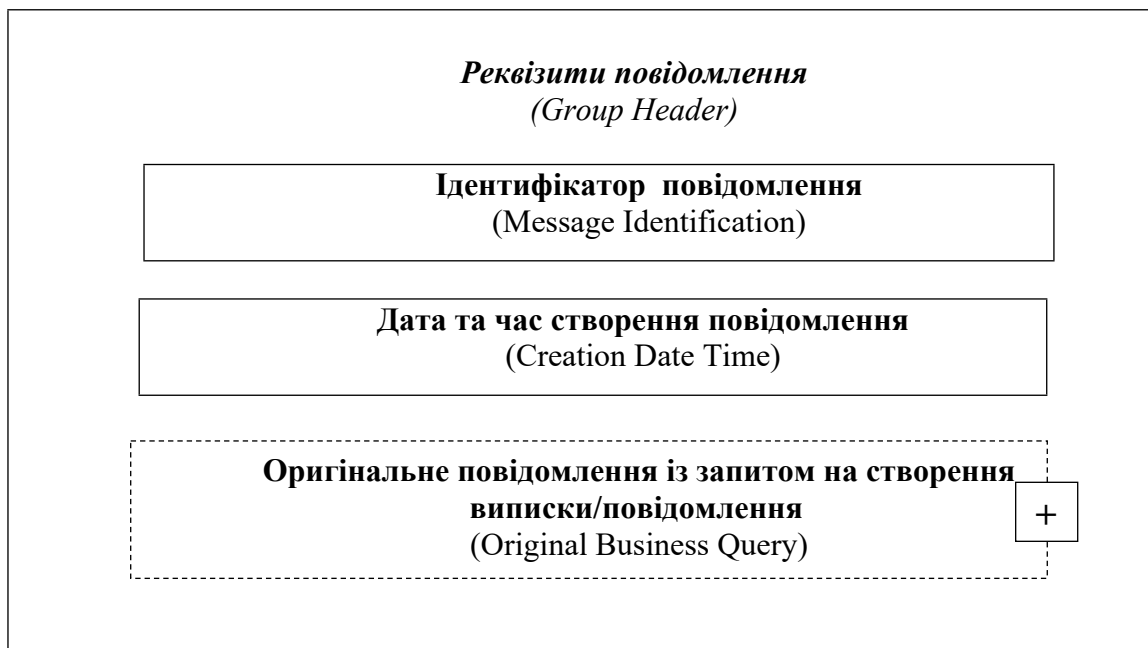 Реквізити повідомлення
(Group Header)
Ідентифікатор повідомлення
(Message Identification)
Дата та час створення повідомлення
(Creation Date Time)
Оригінальне повідомлення із запитом на створення
виписки/повідомлення
+
(Original Business Query)